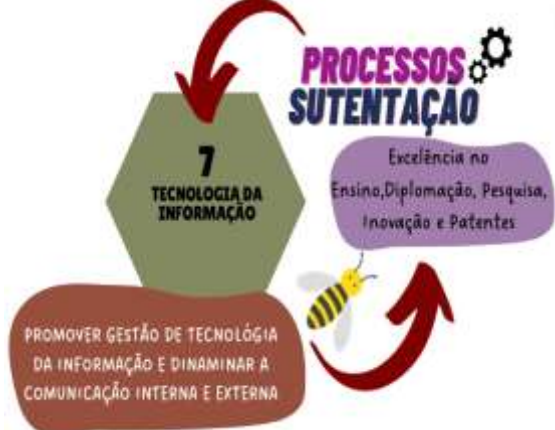 PROCESSOS
SUTENTAÇÃO
7
TECNOLOGIA DA
INFORMAÇÃO
Excelência no
Ensino,Diplomação, Pesquisa,
Inovação e Patentes
PROMOVER GESTÃO DE TECNOLÓGIA
DA INFORMAÇÃO E DINAMINAR A
COMUNICAÇÃO INTERNA E EXTERNA